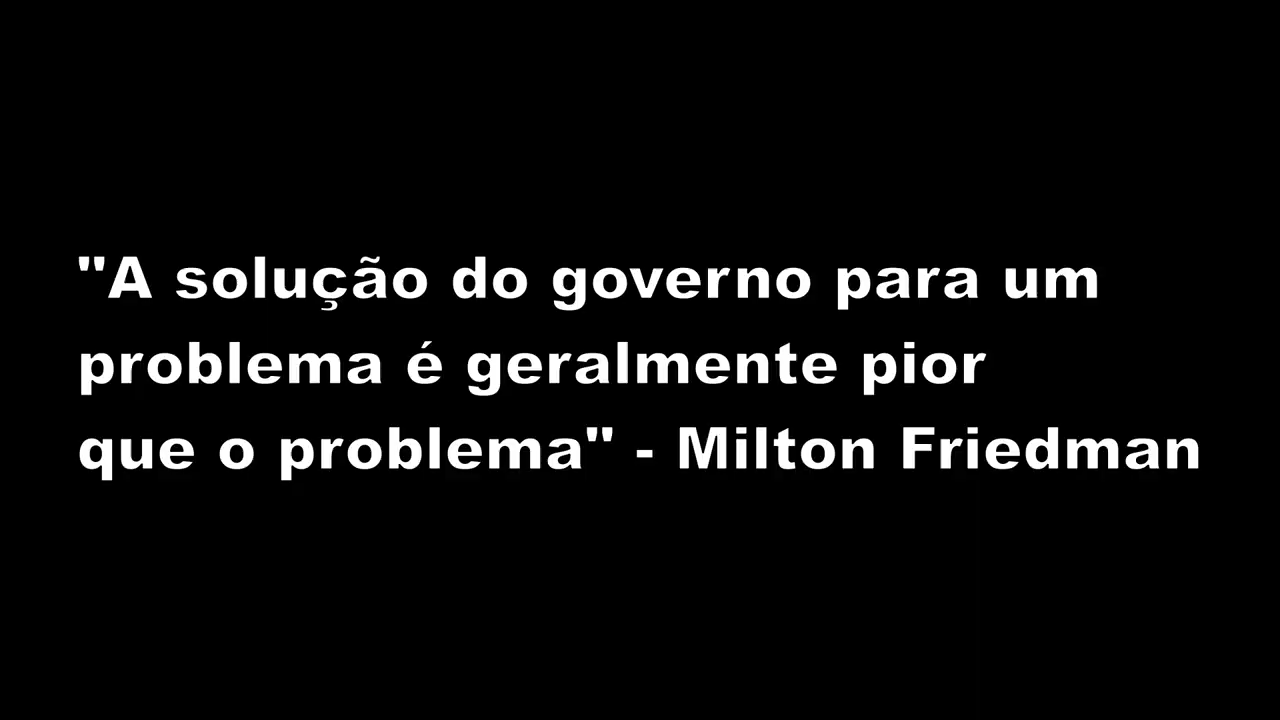 "A solução do governo para um
problema é geralmente pior
que o problema" - Milton Friedman